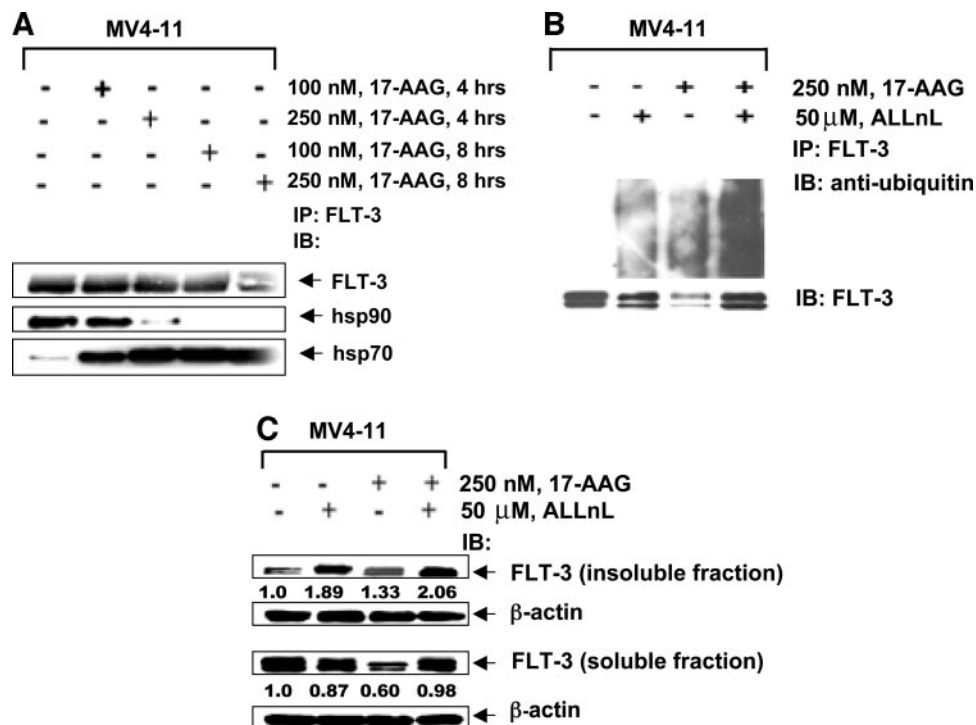 A
MV4-11
- + - - - 100 nM, 17-AAG, 4 hrs
- - + - - 250 nM, 17-AAG, 4 hrs
- - - + - 100 nM, 17-AAG, 8 hrs
- - - - + 250 nM, 17-AAG, 8 hrs
IP: FLT-3
IB:
FLT-3
hsp90
hsp70
B
MV4-11
- - + + 250 nM, 17-AAG
- + - + 50 μM, ALLnL
IP: FLT-3
IB: anti-ubiquitin
IB: FLT-3
C
MV4-11
- - + + 250 nM, 17-AAG
- + - + 50 μM, ALLnL
IB:
FLT-3 (insoluble fraction)
1.0 1.89 1.33 2.06
β-actin
FLT-3 (soluble fraction)
1.0 0.87 0.60 0.98
β-actin